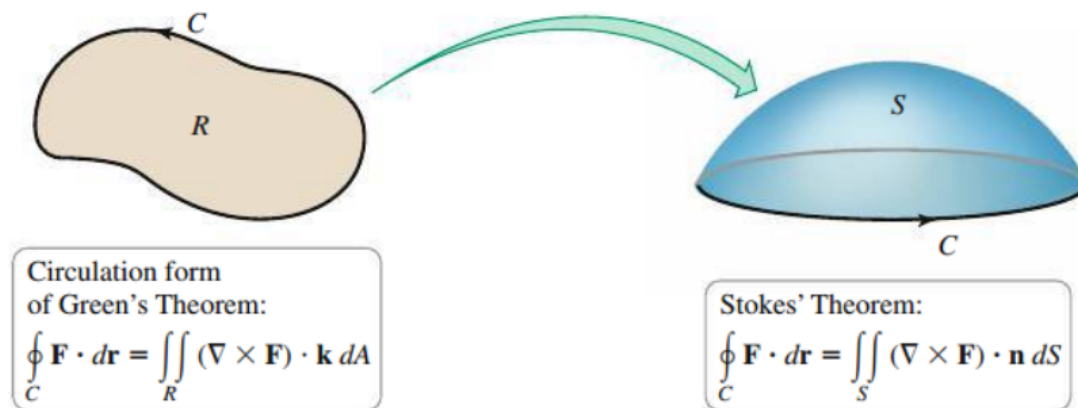 C
R
Circulation form
of Green's Theorem:
∮_C F · dr = ∬_R (∇ × F) · k dA
S
C
Stokes' Theorem:
∮_C F · dr = ∬_S (∇ × F) · n dS